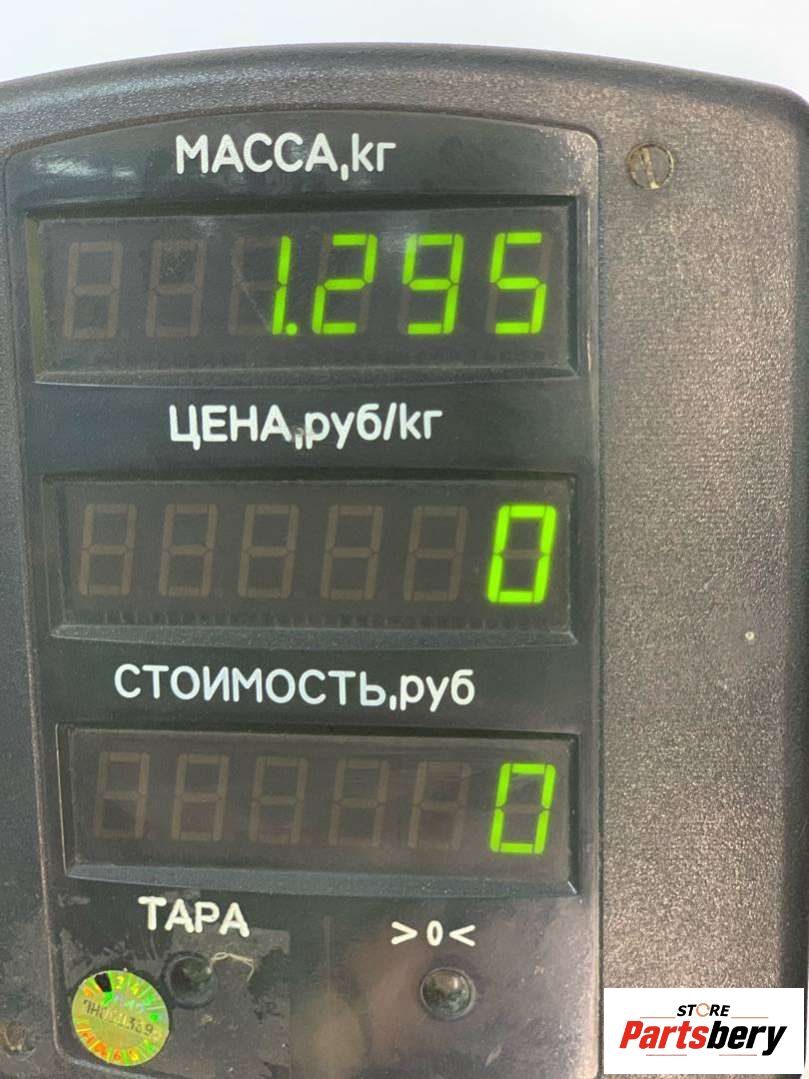 МАССА,кг
1.295
ЦЕНА,руб/кг
0
СТОИМОСТЬ,руб
0
ТАРА
>0<
STORE
Partsbery